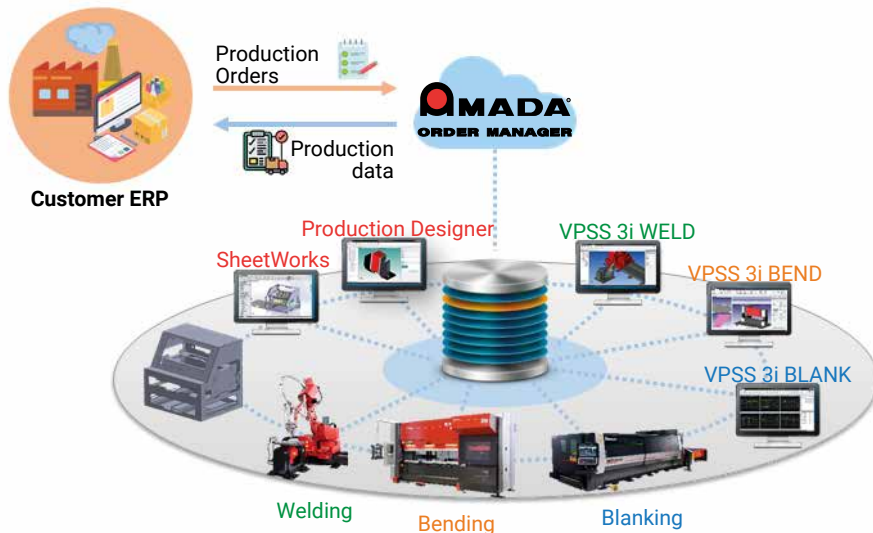 Production
Orders
AMADA®
ORDER MANAGER
Production
data
Customer ERP
Production Designer
VPSS 3i WELD
SheetWorks
VPSS 3i BEND
VPSS 3i BLANK
Welding
Bending
Blanking